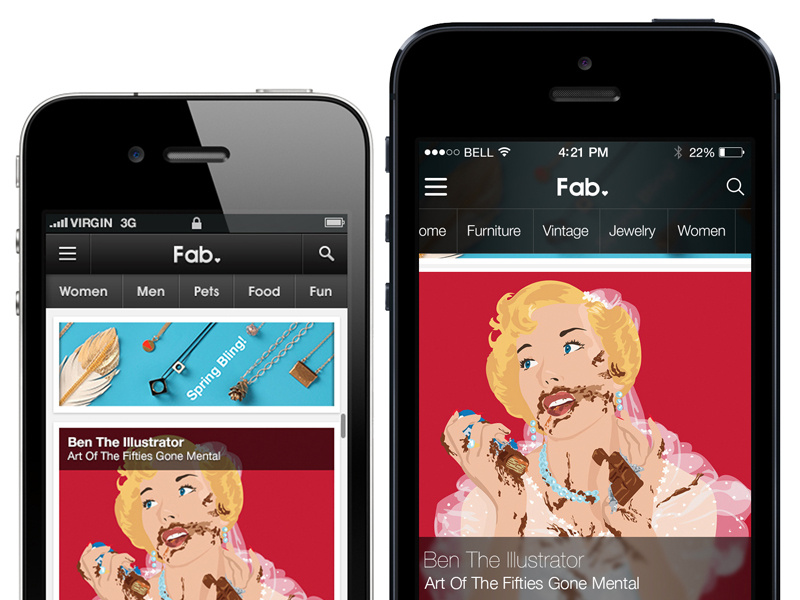 VIRGIN 3G
Fab
Women Men Pets Food Fun
Spring Bling!
Ben The Illustrator
Art Of The Fifties Gone Mental
BELL 4:21 PM 22%
Fab
ome Furniture Vintage Jewelry Women
Ben The Illustrator
Art Of The Fifties Gone Mental